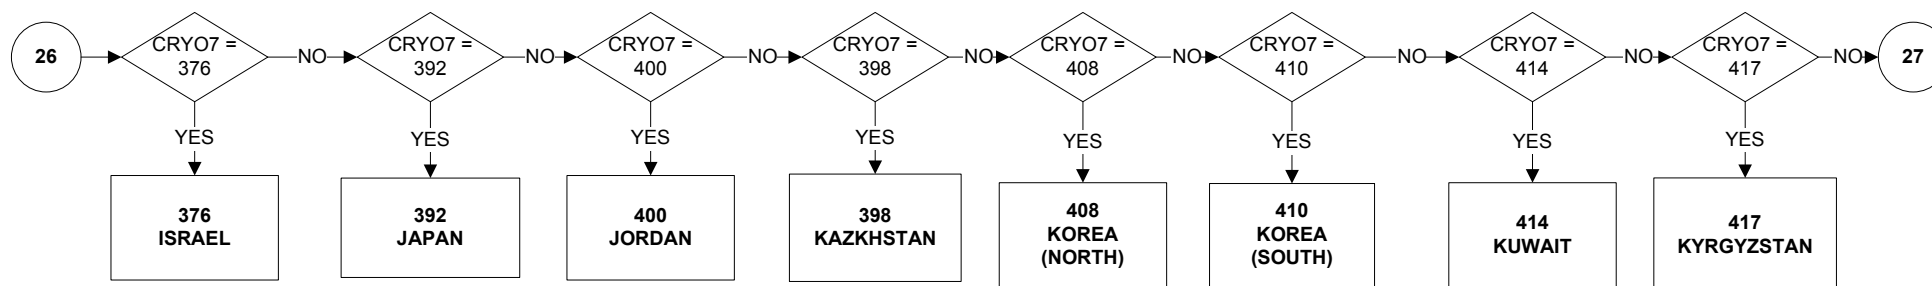 26
CRYO7 =
376
NO
CRYO7 =
392
NO
CRYO7 =
400
NO
CRYO7 =
398
NO
CRYO7 =
408
NO
CRYO7 =
410
NO
CRYO7 =
414
NO
CRYO7 =
417
NO
27
YES
YES
YES
YES
YES
YES
YES
YES
376
ISRAEL
392
JAPAN
400
JORDAN
398
KAZKHSTAN
408
KOREA
(NORTH)
410
KOREA
(SOUTH)
414
KUWAIT
417
KYRGYZSTAN